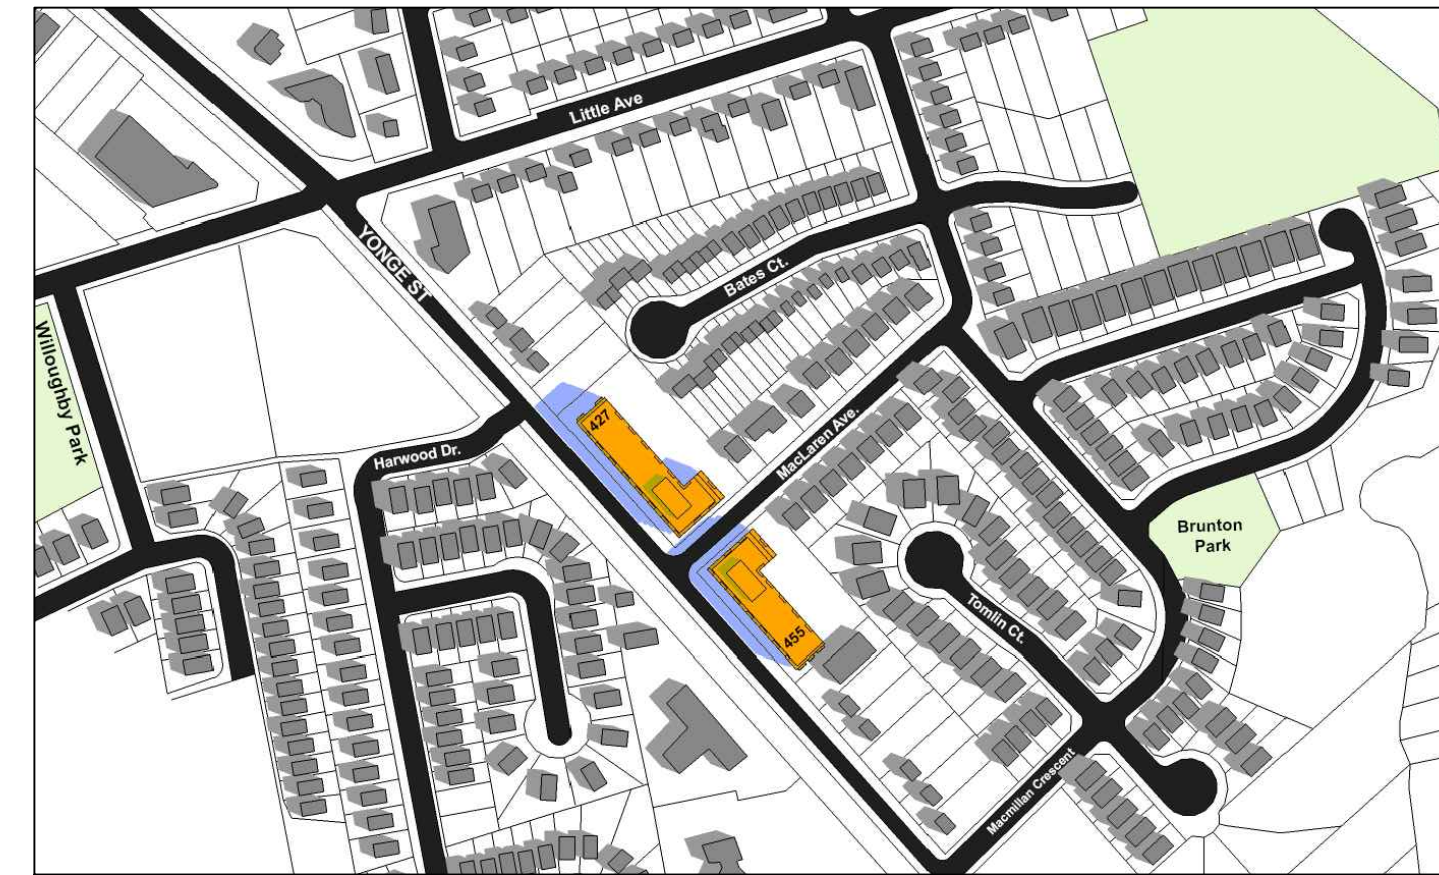 Little Ave
YONGE ST
Bates Ct.
Willoughby Park
427
MacLaren Ave.
Harwood Dr.
Brunton
Park
Tomlin Ct.
455
Macmillan Crescent